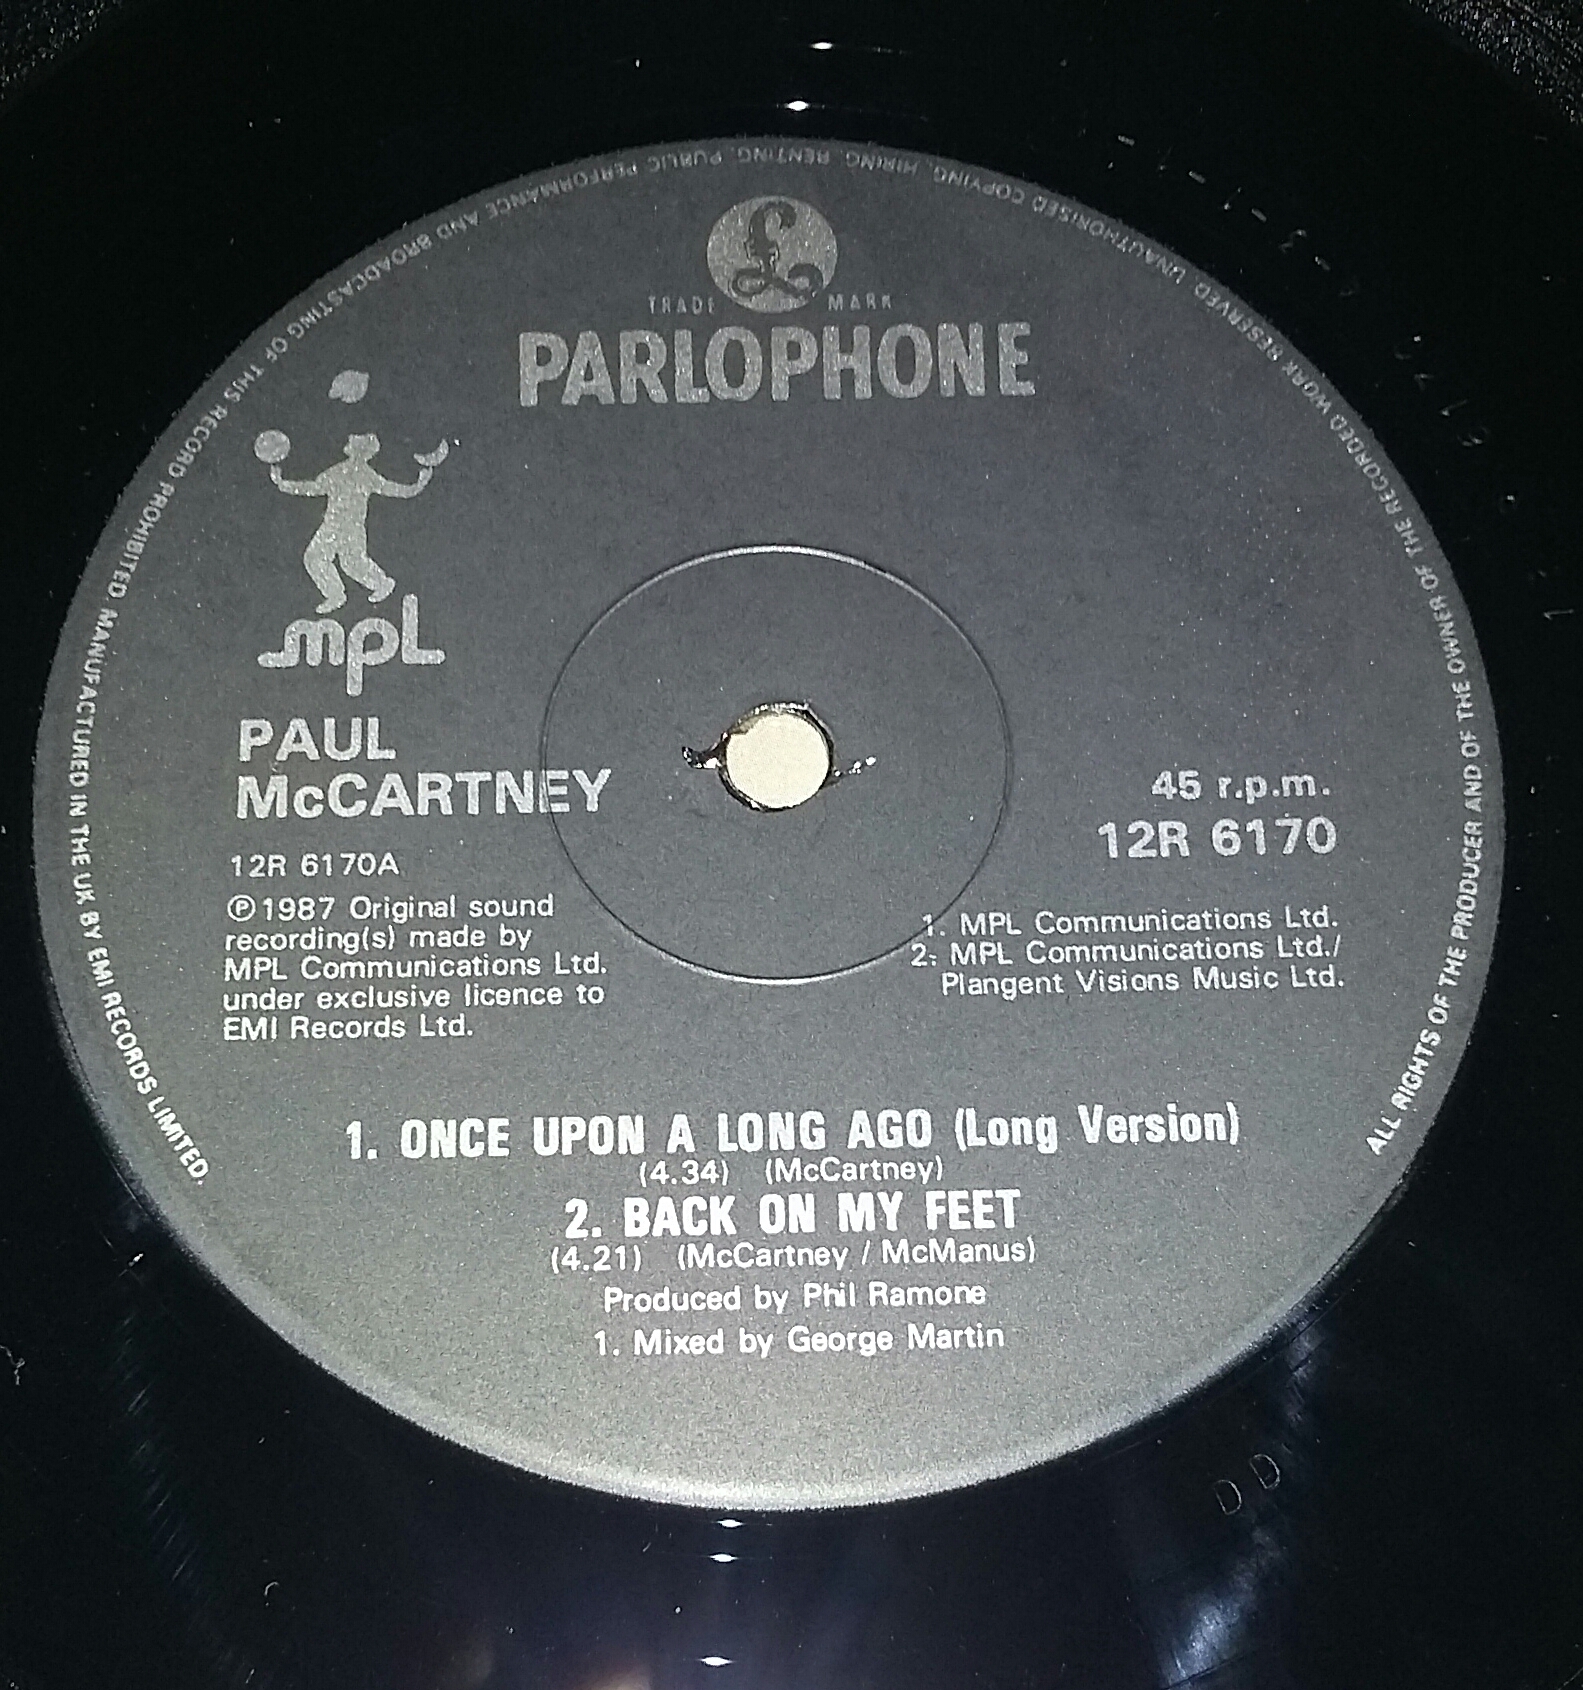 TRADE MARK
PARLOPHONE
mpL
PAUL
McCARTNEY
12R 6170A
Ⓟ1987 Original sound
recording(s) made by
MPL Communications Ltd.
under exclusive licence to
EMI Records Ltd.
45 r.p.m.
12R 6170
1. MPL Communications Ltd.
2. MPL Communications Ltd./
Plangent Visions Music Ltd.
1. ONCE UPON A LONG AGO (Long Version)
(4.34) (McCartney)
2. BACK ON MY FEET
(4.21) (McCartney / McManus)
Produced by Phil Ramone
1. Mixed by George Martin
ALL RIGHTS OF THE PRODUCER AND OF THE OWNER OF THE RECORDED WORK RESERVED. UNAUTHORISED COPYING, HIRING, RENTING, PUBLIC PERFORMANCE AND BROADCASTING OF THIS RECORD PROHIBITED. MANUFACTURED IN THE UK BY EMI RECORDS LIMITED.
DD